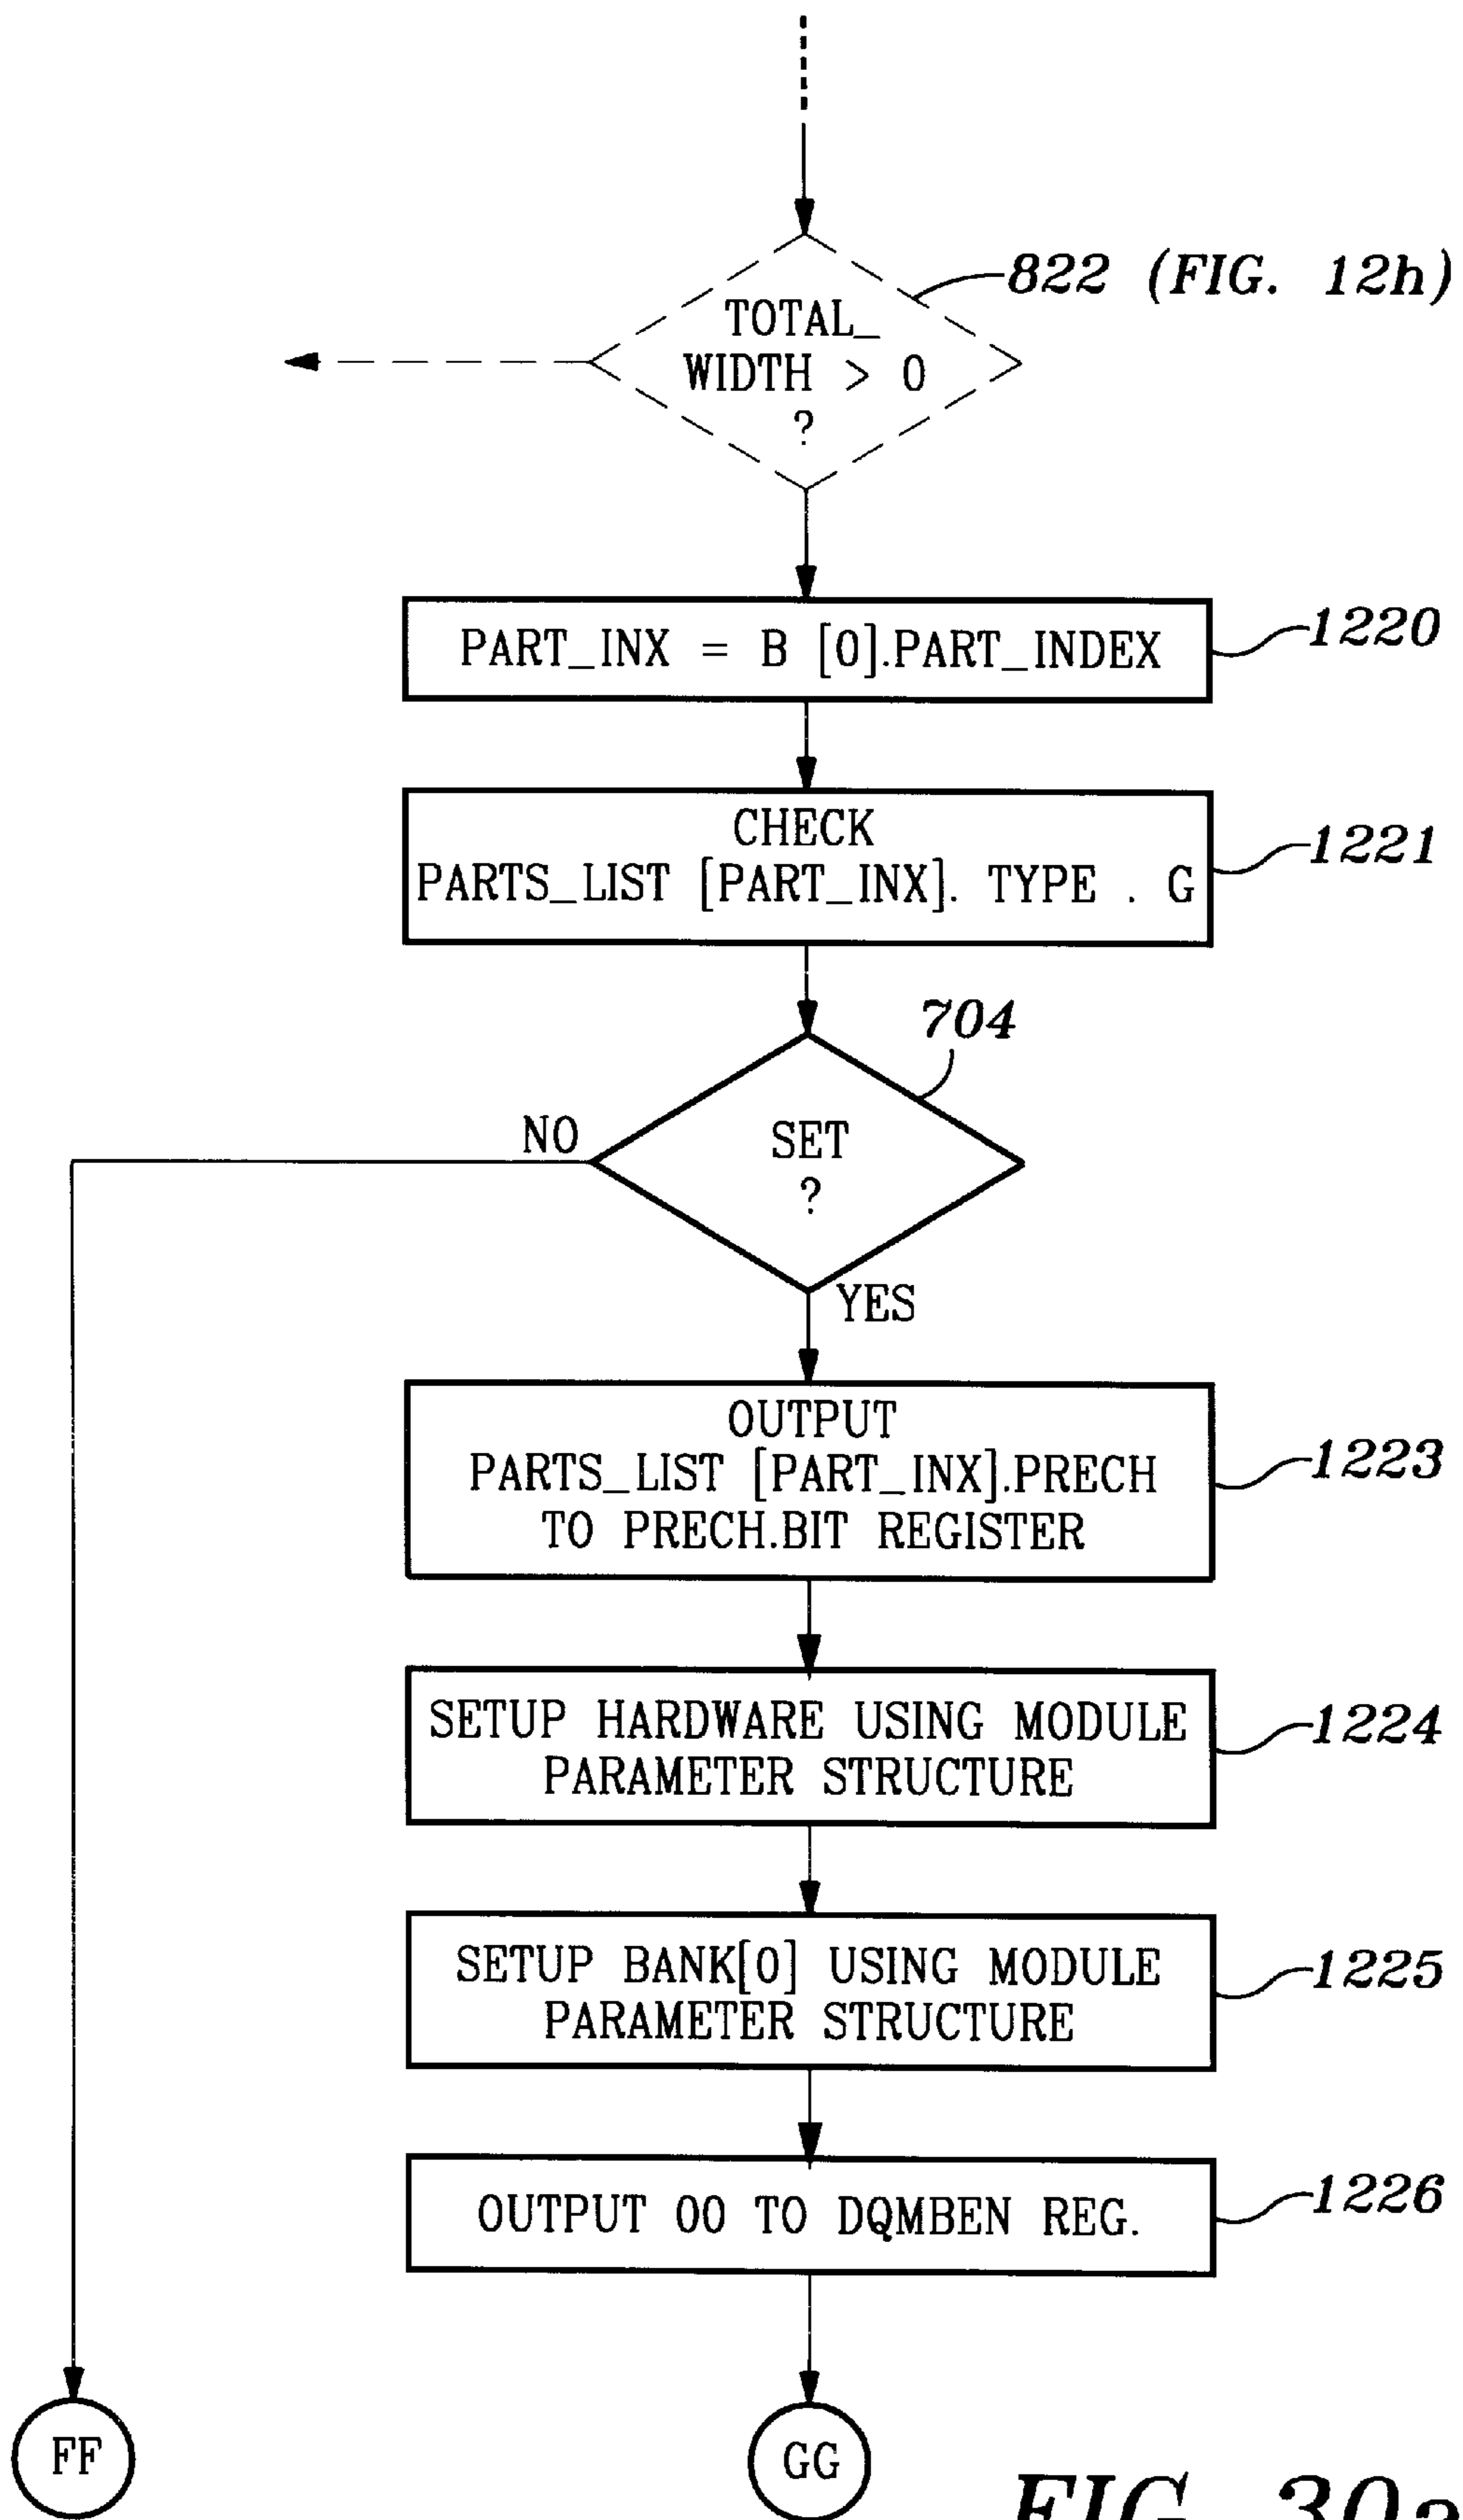 822 (FIG. 12h)
TOTAL_
WIDTH > 0
?
PART_INX = B [0].PART_INDEX
1220
CHECK
PARTS_LIST [PART_INX]. TYPE . G
1221
704
NO
SET
?
YES
OUTPUT
PARTS_LIST [PART_INX].PRECH
TO PRECH.BIT REGISTER
1223
SETUP HARDWARE USING MODULE
PARAMETER STRUCTURE
1224
SETUP BANK[0] USING MODULE
PARAMETER STRUCTURE
1225
OUTPUT 00 TO DQMBEN REG.
1226
FF
GG
FIG. 30a